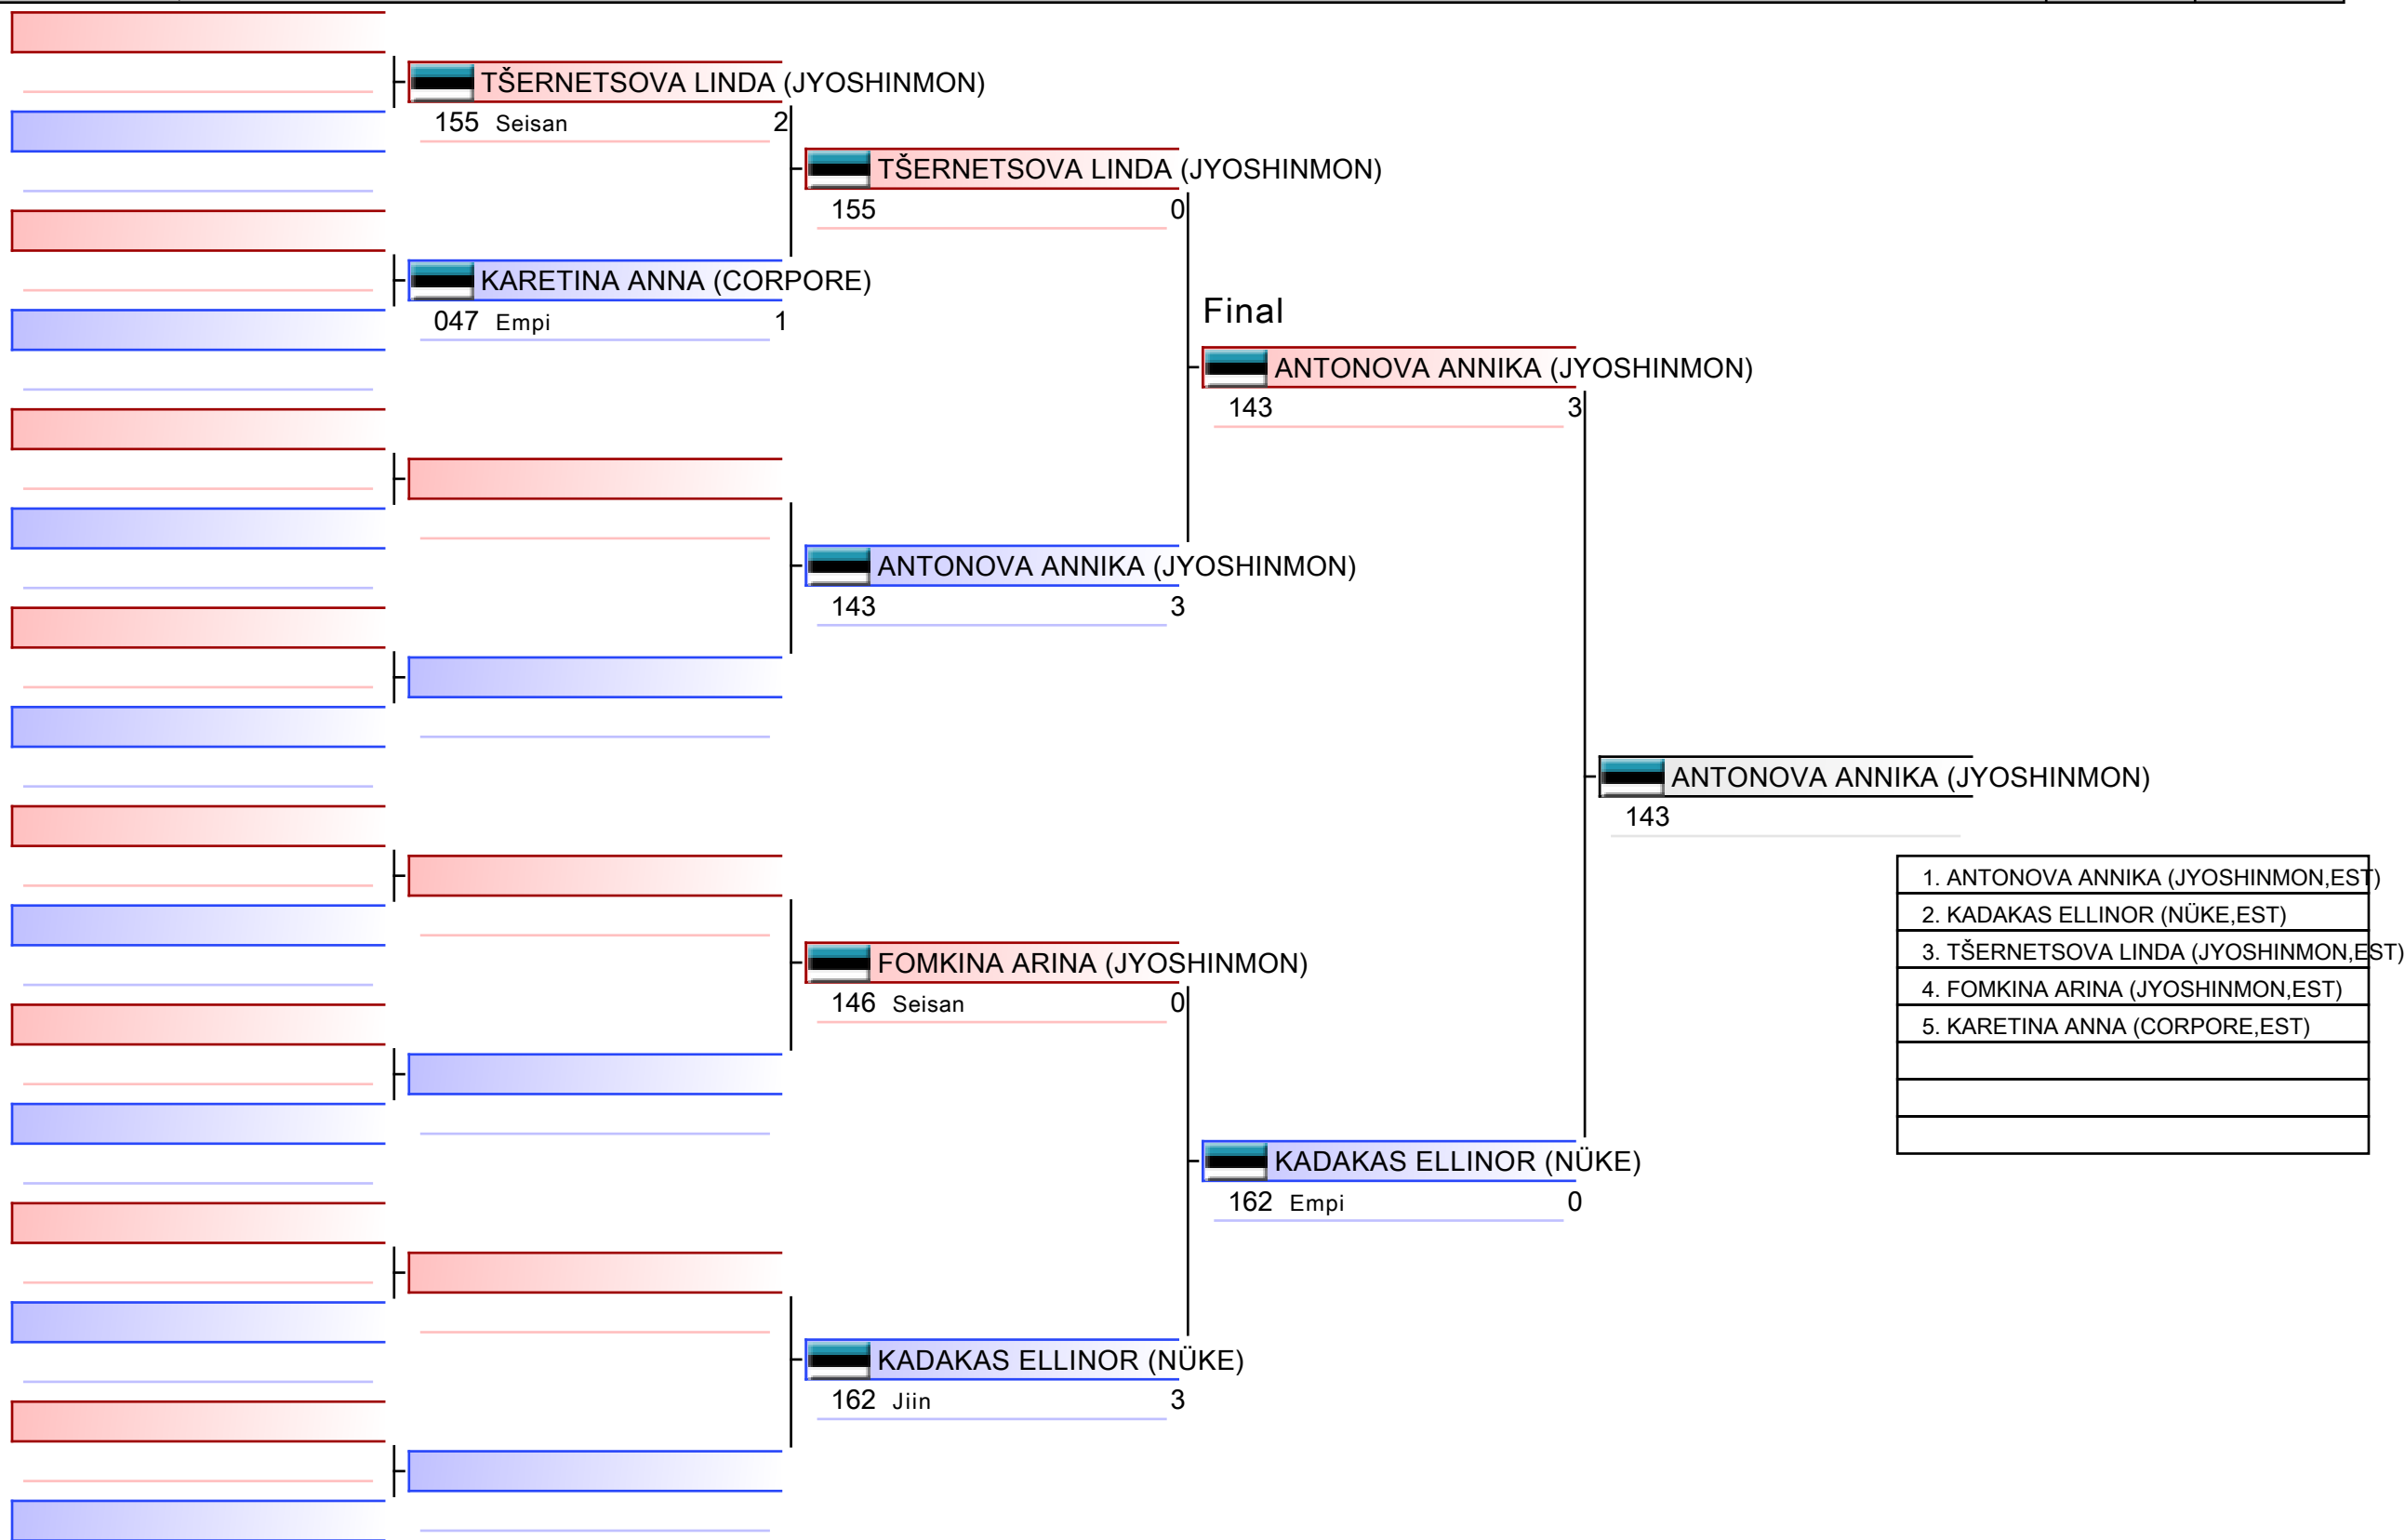 TŠERNETSOVA LINDA (JYOSHINMON)
155 Seisan 2
KARETINA ANNA (CORPORE)
047 Empi 1
TŠERNETSOVA LINDA (JYOSHINMON)
155 0
ANTONOVA ANNIKA (JYOSHINMON)
143 3
FOMKINA ARINA (JYOSHINMON)
146 Seisan 0
KADAKAS ELLINOR (NÜKE)
162 Jiin 3
Final
ANTONOVA ANNIKA (JYOSHINMON)
143 3
KADAKAS ELLINOR (NÜKE)
162 Empi 0
ANTONOVA ANNIKA (JYOSHINMON)
143
1. ANTONOVA ANNIKA (JYOSHINMON,EST)
2. KADAKAS ELLINOR (NÜKE,EST)
3. TŠERNETSOVA LINDA (JYOSHINMON,EST)
4. FOMKINA ARINA (JYOSHINMON,EST)
5. KARETINA ANNA (CORPORE,EST)